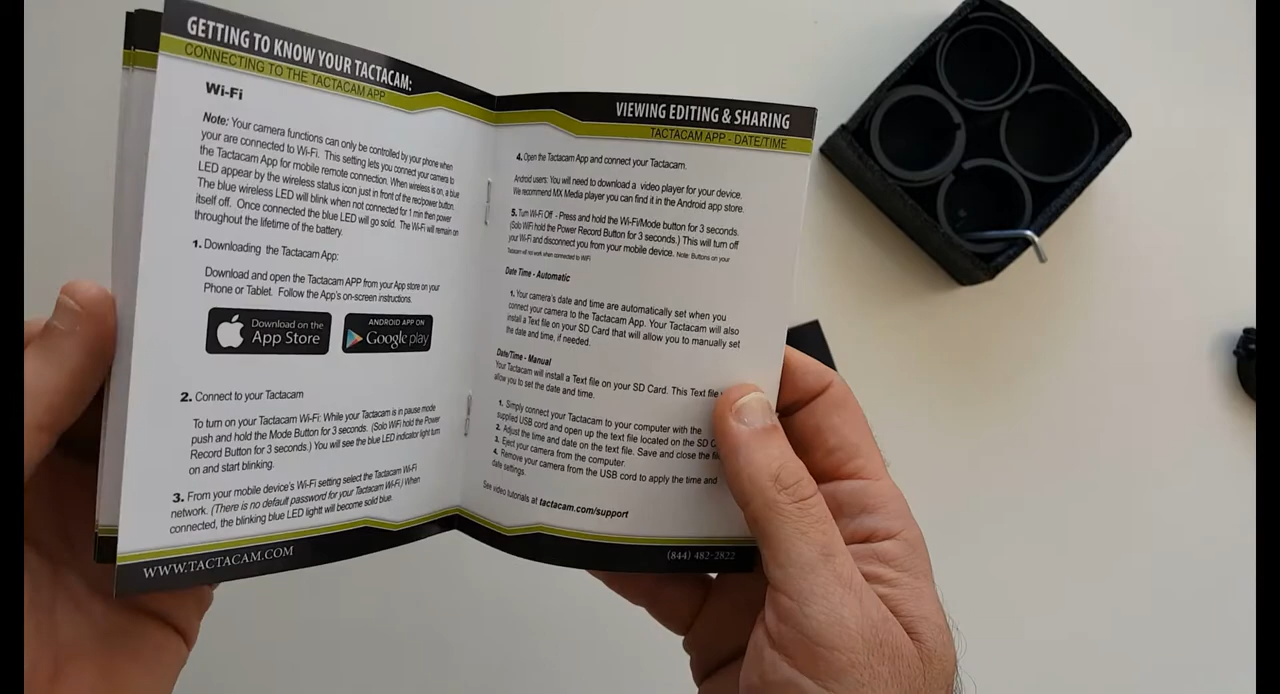 GETTING TO KNOW YOUR TACTACAM:
CONNECTING TO THE TACTACAM APP
Wi-Fi
Note: Your camera functions can only be controlled by your phone when
your are connected to Wi-Fi. This setting lets you connect your camera to
the Tactacam App for mobile remote connection. When wireless is on, a blue
LED appear by the wireless status icon just in front of the rec/power button.
The blue wireless LED will blink when not connected for 1 min then power
itself off. Once connected the blue LED will go solid. The Wi-Fi will remain on
throughout the lifetime of the battery.
1. Downloading the Tactacam App:
Download and open the Tactacam APP from your App store on your
Phone or Tablet. Follow the App's on-screen instructions.
Download on the
App Store
ANDROID APP ON
Google play
2. Connect to your Tactacam
To turn on your Tactacam Wi-Fi: While your Tactacam is in pause mode
push and hold the Mode Button for 3 seconds. (Solo WiFi hold the Power
Record Button for 3 seconds.) You will see the blue LED indicator light turn
on and start blinking.
3. From your mobile device's Wi-Fi setting select the Tactacam Wi-Fi
network. (There is no default password for your Tactacam Wi-Fi.) When
connected, the blinking blue LED lightt will become solid blue.
WWW.TACTACAM.COM
VIEWING EDITING & SHARING
TACTACAM APP - DATE/TIME
4. Open the Tactacam App and connect your Tactacam.
Android users: You will need to download a video player for your device.
We recommend MX Media player you can find it in the Android app store.
5. Turn Wi-Fi Off - Press and hold the Wi-Fi/Mode button for 3 seconds.
(Solo WiFi hold the Power Record Button for 3 seconds.) This will turn off
your Wi-Fi and disconnect you from your mobile device. Note: Buttons on your
Tactacam will not work when connected to WiFi
Date Time - Automatic
1. Your camera's date and time are automatically set when you
connect your camera to the Tactacam App. Your Tactacam will also
install a Text file on your SD Card that will allow you to manually set
the date and time, if needed.
Date/Time - Manual
Your Tactacam will install a Text file on your SD Card. This Text file
allow you to set the date and time.
1. Simply connect your Tactacam to your computer with the
supplied USB cord and open up the text file located on the SD
2. Adjust the time and date on the text file. Save and close the
3. Eject your camera from the computer.
4. Remove your camera from the USB cord to apply the time and
date settings.
See video tutorials at tactacam.com/support
(844) 482-2822